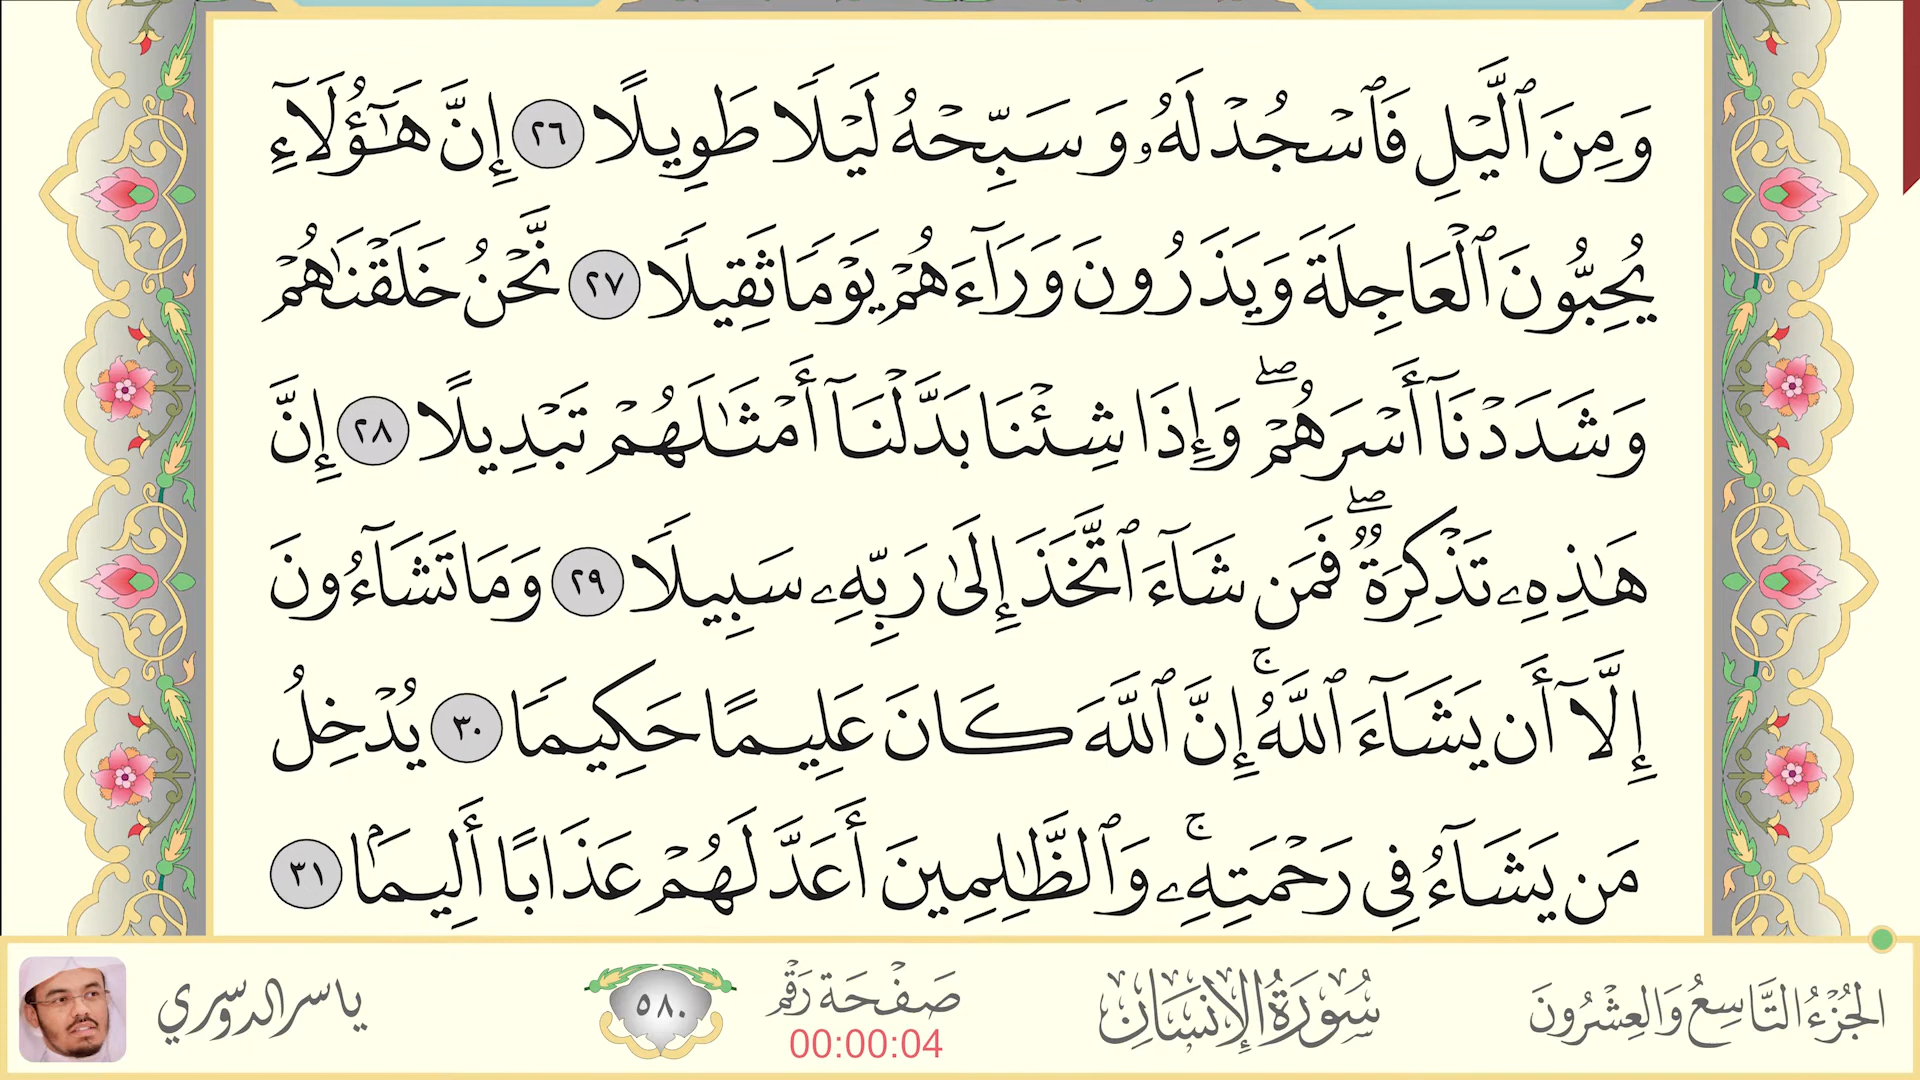 وَمِنَ ٱلَّيْلِ فَٱسْجُدْ لَهُۥ وَسَبِّحْهُ لَيْلًا طَوِيلًا ٢٦ إِنَّ هَٰٓؤُلَآءِ
يُحِبُّونَ ٱلْعَاجِلَةَ وَيَذَرُونَ وَرَآءَهُمْ يَوْمًا ثَقِيلًا ٢٧ نَّحْنُ خَلَقْنَٰهُمْ
وَشَدَدْنَآ أَسْرَهُمْ ۖ وَإِذَا شِئْنَا بَدَّلْنَآ أَمْثَٰلَهُمْ تَبْدِيلًا ٢٨ إِنَّ
هَٰذِهِۦ تَذْكِرَةٌ ۖ فَمَن شَآءَ ٱتَّخَذَ إِلَىٰ رَبِّهِۦ سَبِيلًا ٢٩ وَمَا تَشَآءُونَ
إِلَّآ أَن يَشَآءَ ٱللَّهُ ۚ إِنَّ ٱللَّهَ كَانَ عَلِيمًا حَكِيمًا ٣٠ يُدْخِلُ
مَن يَشَآءُ فِى رَحْمَتِهِۦ ۚ وَٱلظَّٰلِمِينَ أَعَدَّ لَهُمْ عَذَابًا أَلِيمًۢا ٣١
الجُزْءُ التَّاسِعُ وَالعِشْرُونَ
سُورَةُ الإِنسَانِ
صَفْحَة رَقْم ٥٨٠
00:00:04
ياسر الدوسري